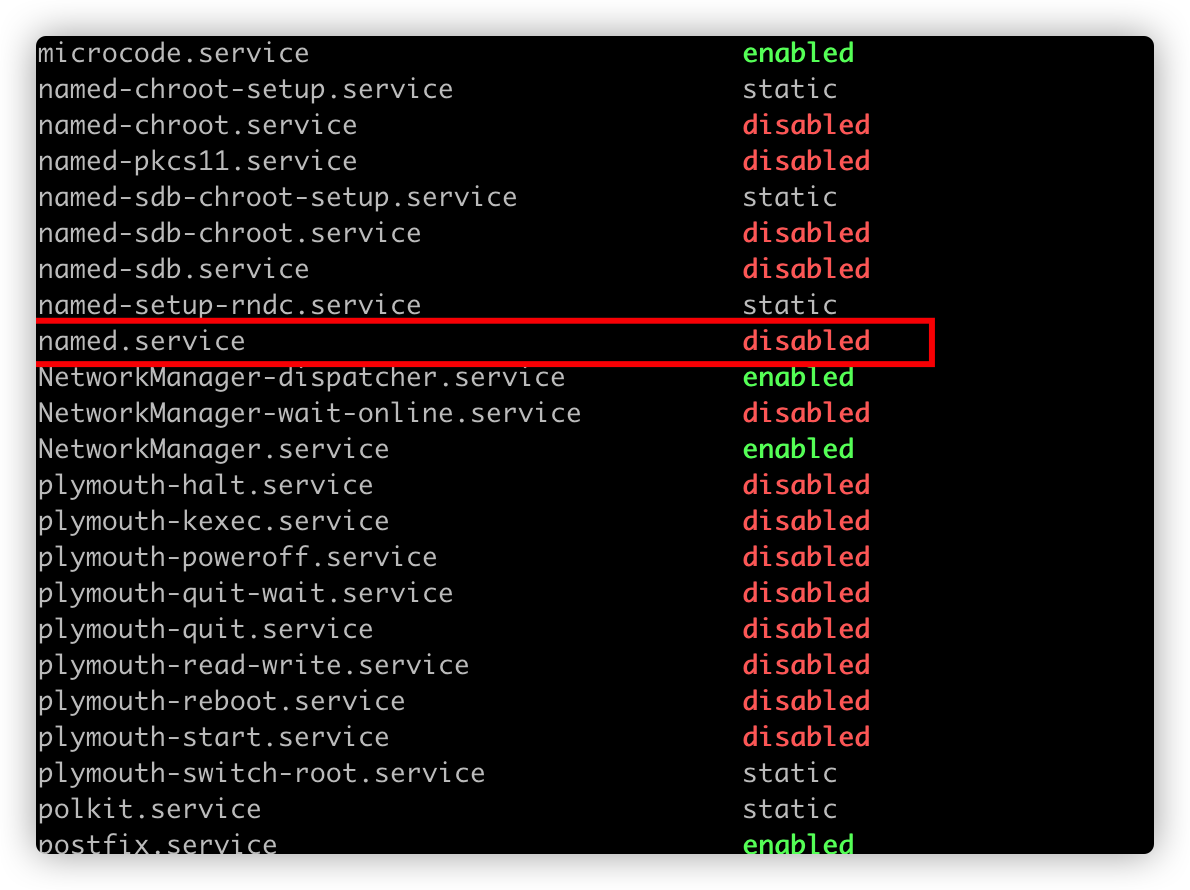 microcode.service enabled
named-chroot-setup.service static
named-chroot.service disabled
named-pkcs11.service disabled
named-sdb-chroot-setup.service static
named-sdb-chroot.service disabled
named-sdb.service disabled
named-setup-rndc.service static
named.service disabled
NetworkManager-dispatcher.service enabled
NetworkManager-wait-online.service disabled
NetworkManager.service enabled
plymouth-halt.service disabled
plymouth-kexec.service disabled
plymouth-poweroff.service disabled
plymouth-quit-wait.service disabled
plymouth-quit.service disabled
plymouth-read-write.service disabled
plymouth-reboot.service disabled
plymouth-start.service disabled
plymouth-switch-root.service static
polkit.service static
postfix.service enabled